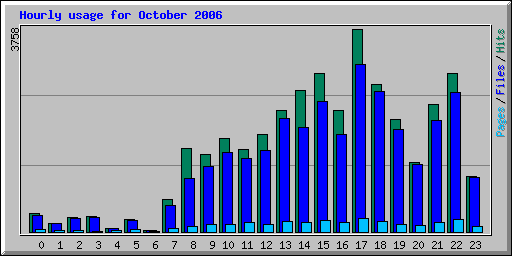 Hourly usage for October 2006
3758
Pages / Files / Hits
0 1 2 3 4 5 6 7 8 9 10 11 12 13 14 15 16 17 18 19 20 21 22 23